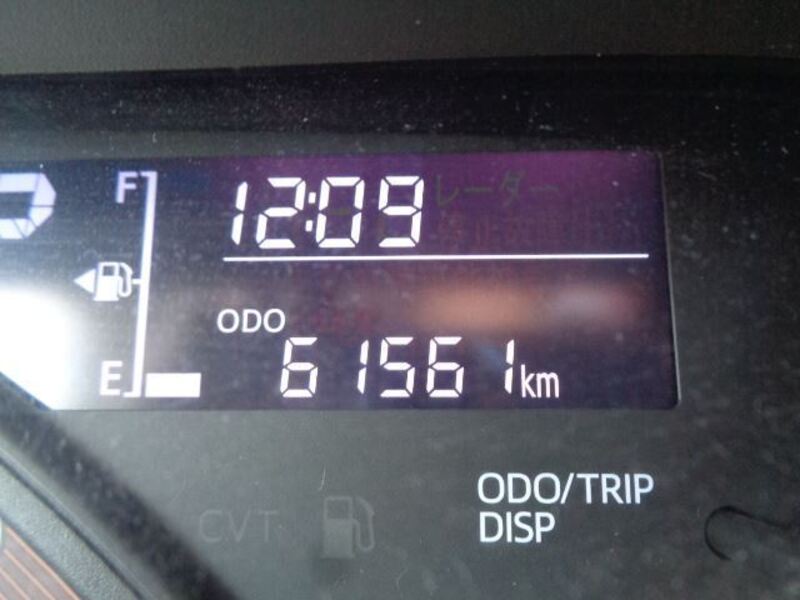 F
12:09
レーダー
ODO
E
61561km
ODO/TRIP
DISP
CVT